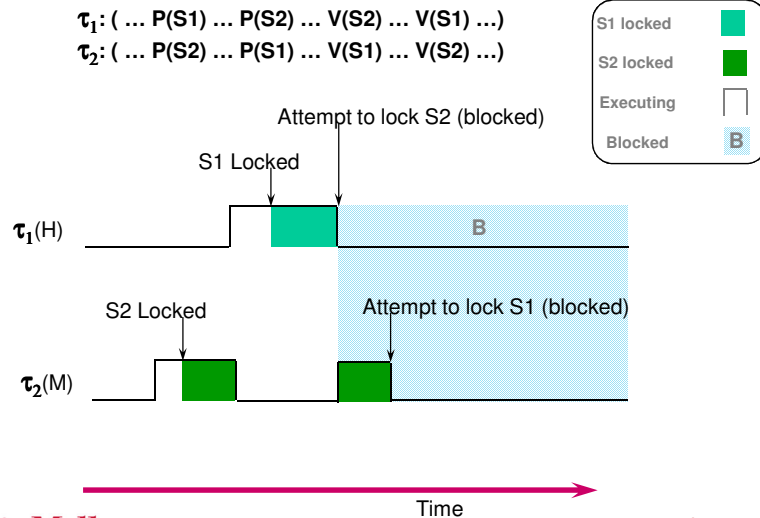 τ1: ( … P(S1) … P(S2) … V(S2) … V(S1) …)
τ2: ( … P(S2) … P(S1) … V(S1) … V(S2) …)
S1 locked
S2 locked
Executing
Blocked B
Attempt to lock S2 (blocked)
S1 Locked
τ1(H)
B
S2 Locked
Attempt to lock S1 (blocked)
τ2(M)
Time